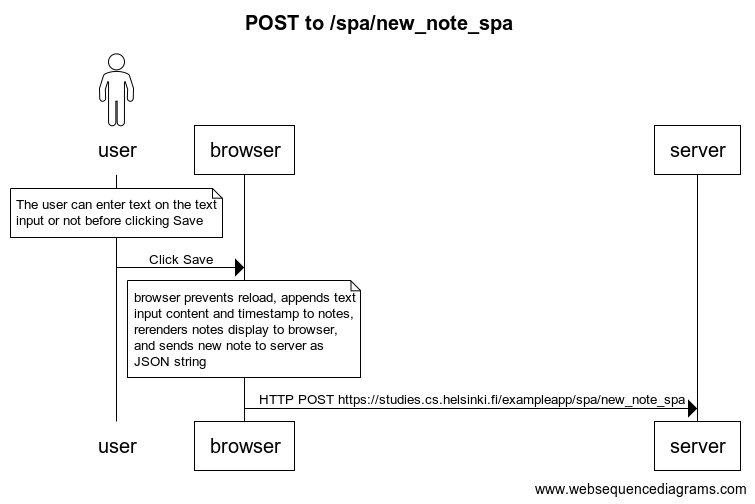 POST to /spa/new_note_spa
user
browser
server
The user can enter text on the text
input or not before clicking Save
Click Save
browser prevents reload, appends text
input content and timestamp to notes,
rerenders notes display to browser,
and sends new note to server as
JSON string
HTTP POST https://studies.cs.helsinki.fi/exampleapp/spa/new_note_spa
user
browser
server
www.websequencediagrams.com